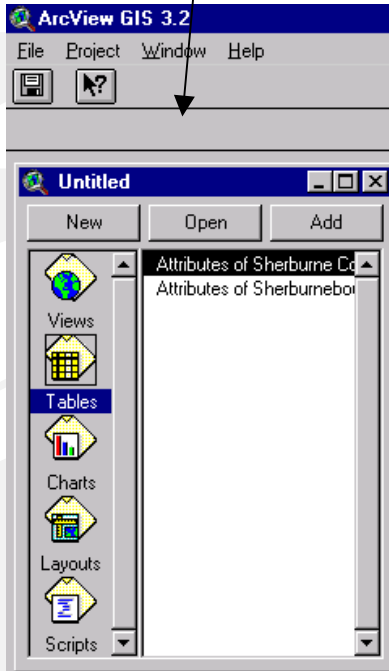 ArcView GIS 3.2
File Project Window Help
Untitled
New Open Add
Attributes of Sherburne Co
Attributes of Sherburnebou
Views
Tables
Charts
Layouts
Scripts